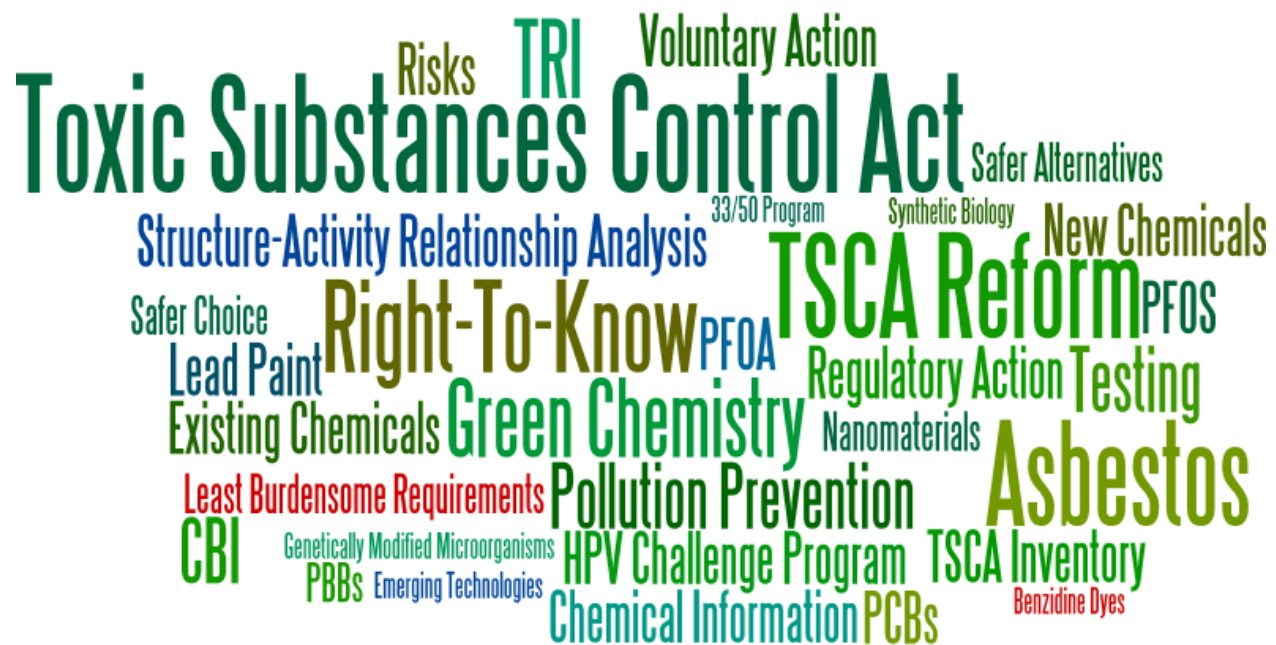 TRI
Voluntary Action
Risks
Toxic Substances Control Act
Safer Alternatives
33/50 Program
Synthetic Biology
New Chemicals
Structure-Activity Relationship Analysis
TSCA Reform
Right-To-Know
PFOS
Safer Choice
PFOA
Lead Paint
Regulatory Action
Testing
Existing Chemicals
Green Chemistry
Nanomaterials
Asbestos
Least Burdensome Requirements
Pollution Prevention
CBI
Genetically Modified Microorganisms
HPV Challenge Program
TSCA Inventory
PBBs
Emerging Technologies
Benzidine Dyes
Chemical Information
PCBs